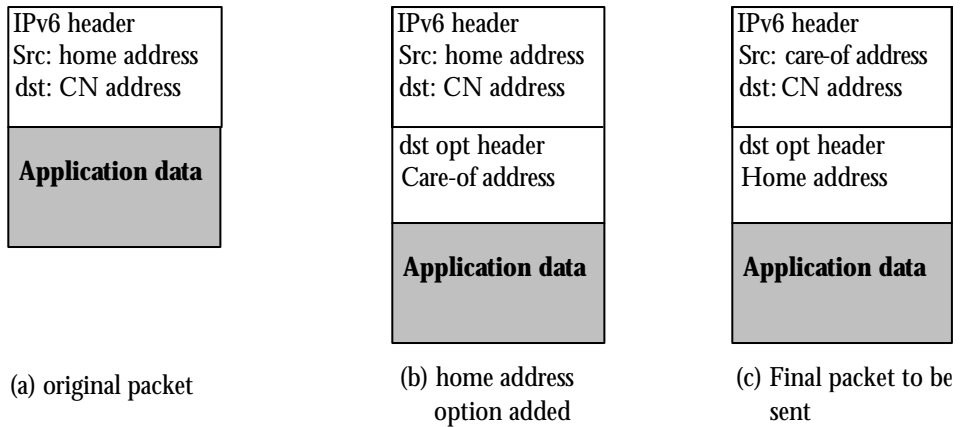 IPv6 header
Src: home address
dst: CN address
Application data
(a) original packet
IPv6 header
Src: home address
dst: CN address
dst opt header
Care-of address
Application data
(b) home address
option added
IPv6 header
Src: care-of address
dst: CN address
dst opt header
Home address
Application data
(c) Final packet to be
sent